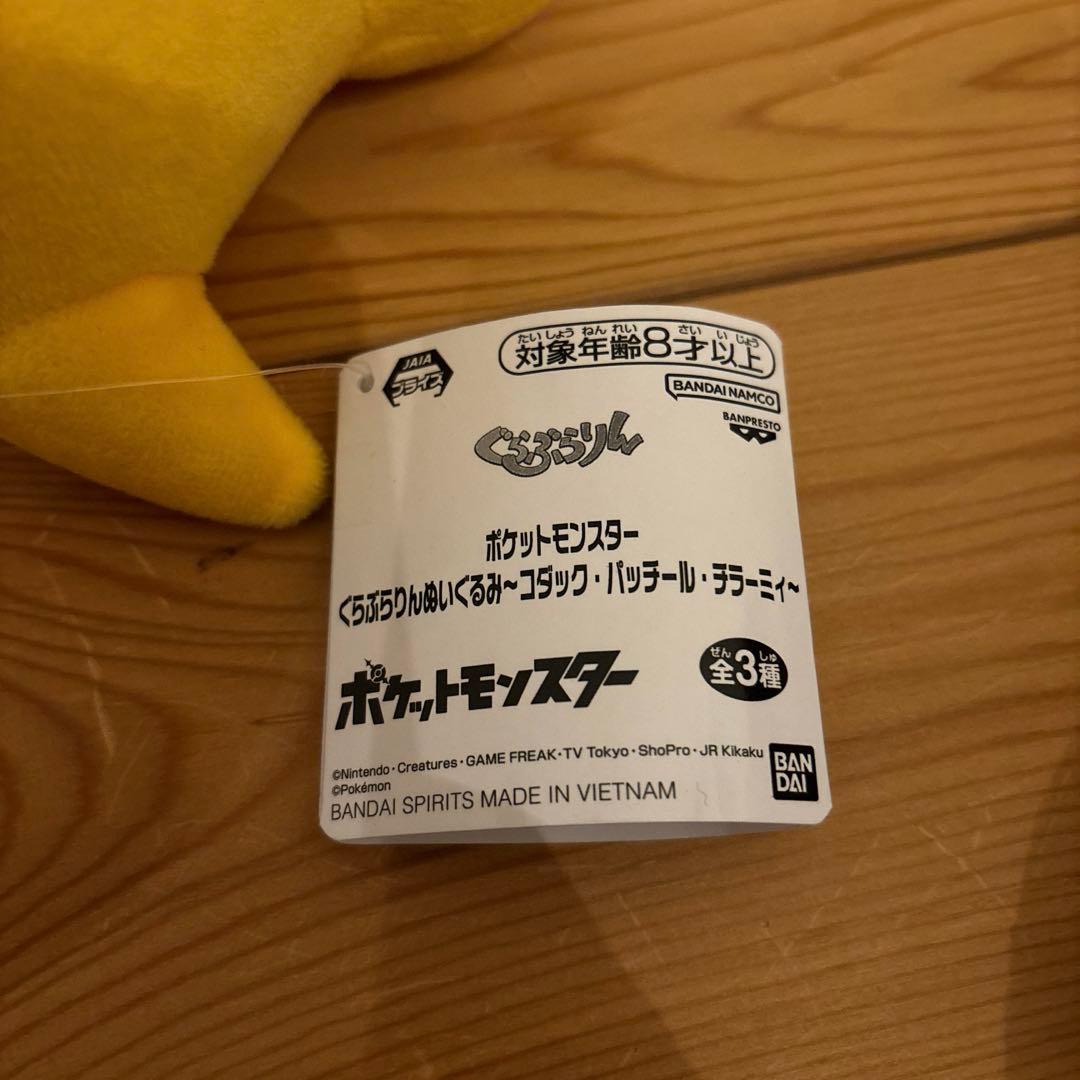 たいしょうねんれい さい いじょう
対象年齢8才以上
JAIA
プライズ
BANDAI NAMCO
BANPRESTO
ぐらぶらりん
ポケットモンスター
ぐらぶらりんぬいぐるみ~コダック・パッチール・チラーミィ~
ぜん しゅ
全3種
ポケットモンスター
©Nintendo・Creatures・GAME FREAK・TV Tokyo・ShoPro・JR Kikaku
©Pokémon
BANDAI SPIRITS MADE IN VIETNAM
BAN
DAI